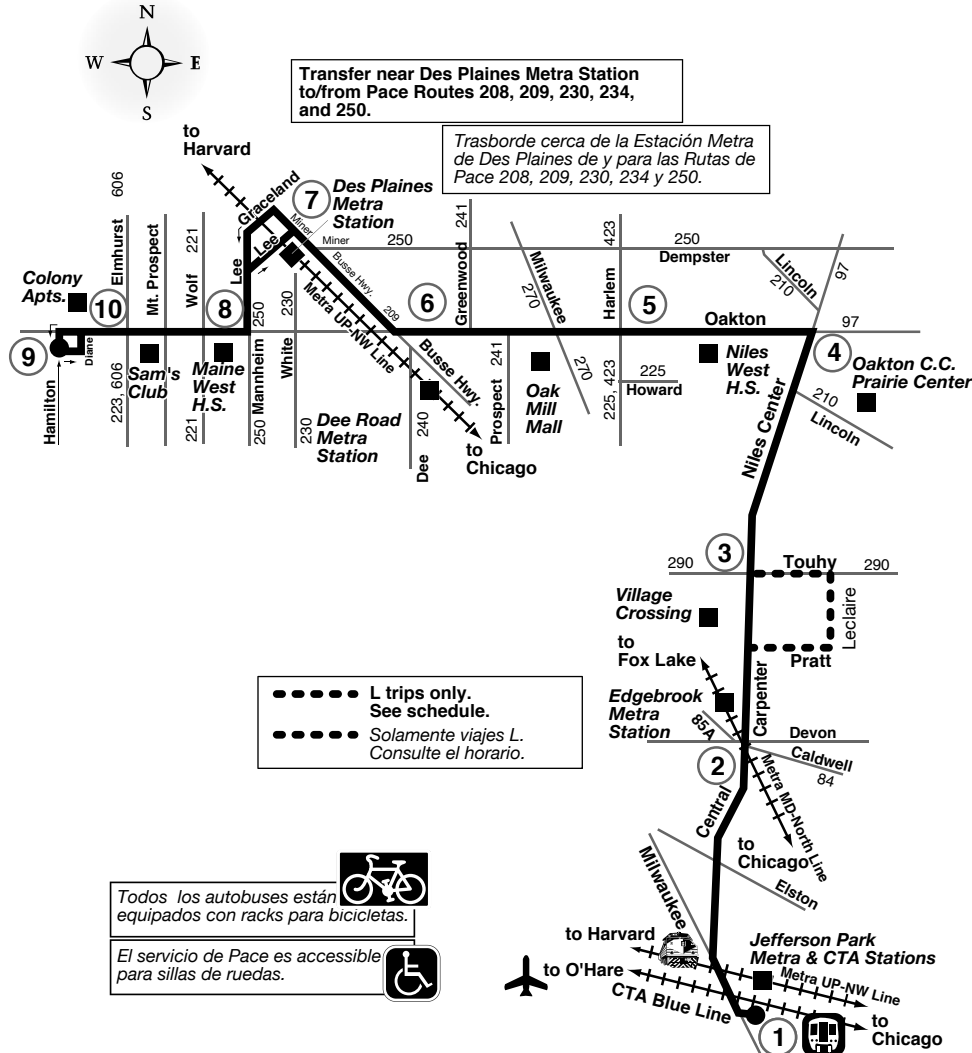 N
W
E
S
Transfer near Des Plaines Metra Station
to/from Pace Routes 208, 209, 230, 234,
and 250.
Trasborde cerca de la Estación Metra
de Des Plaines de y para las Rutas de
Pace 208, 209, 230, 234 y 250.
to
Harvard
Graceland
7
Des Plaines
Metra
Station
Miner
Miner
250
Busse Hwy.
209
Lee
Lee
Metra UP-NW Line
606
Elmhurst
Mt. Prospect
221
Wolf
Colony
Apts.
10
8
250
230
White
9
Diane
Hamilton
223, 606
Sam's
Club
Maine
West
H.S.
221
Mannheim
250
230
Dee Road
Metra
Station
6
Busse Hwy.
240
Dee
to
Chicago
241
Greenwood
Prospect
241
Milwaukee
270
270
Oak
Mill
Mall
423
Harlem
225, 423
250
Dempster
5
Oakton
225
Howard
Niles
West
H.S.
Lincoln
210
97
97
4
Oakton C.C.
Prairie Center
210
Lincoln
Niles Center
3
290
Touhy
290
Leclaire
Pratt
Village
Crossing
to
Fox Lake
Carpenter
Edgebrook
Metra
Station
85A
Devon
Caldwell
84
2
Metra MD-North Line
Central
to
Chicago
L trips only.
See schedule.
Solamente viajes L.
Consulte el horario.
Milwaukee
Elston
Todos los autobuses están
equipados con racks para bicicletas.
El servicio de Pace es accessible
para sillas de ruedas.
to Harvard
Jefferson Park
Metra & CTA Stations
to O'Hare
Metra UP-NW Line
CTA Blue Line
1
to
Chicago